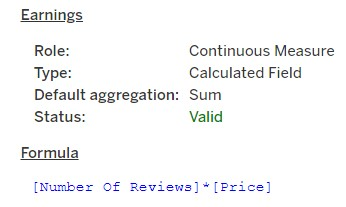 Earnings
Role: Continuous Measure
Type: Calculated Field
Default aggregation: Sum
Status: Valid
Formula
[Number Of Reviews]*[Price]